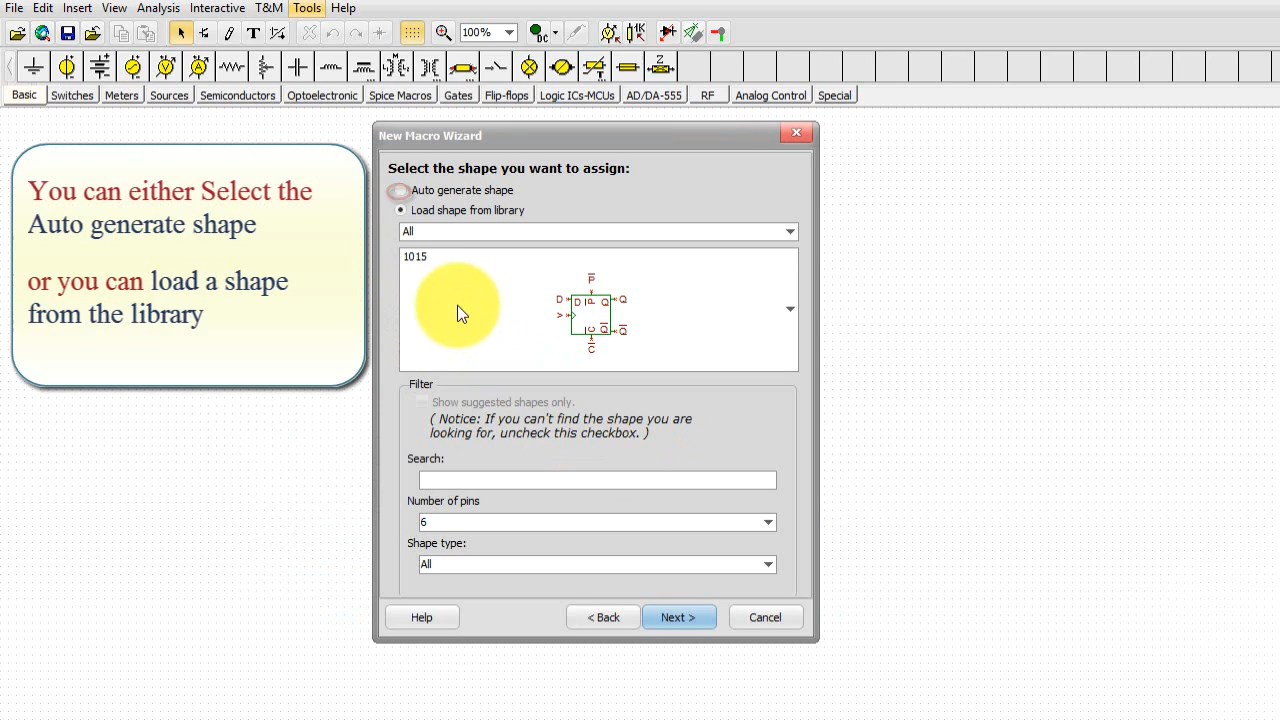 File Edit Insert View Analysis Interactive T&M Tools Help
100%
DC 1K
M
Z
Basic Switches Meters Sources Semiconductors Optoelectronic Spice Macros Gates Flip-flops Logic ICs-MCUs AD/DA-555 RF Analog Control Special
New Macro Wizard
Select the shape you want to assign:
Auto generate shape
Load shape from library
All
1015
P̅
D D P Q Q
> C Q̅ Q̅
C̅
You can either Select the
Auto generate shape
or you can load a shape
from the library
Filter
Show suggested shapes only.
( Notice: If you can't find the shape you are
looking for, uncheck this checkbox. )
Search:
Number of pins
6
Shape type:
All
Help < Back Next > Cancel